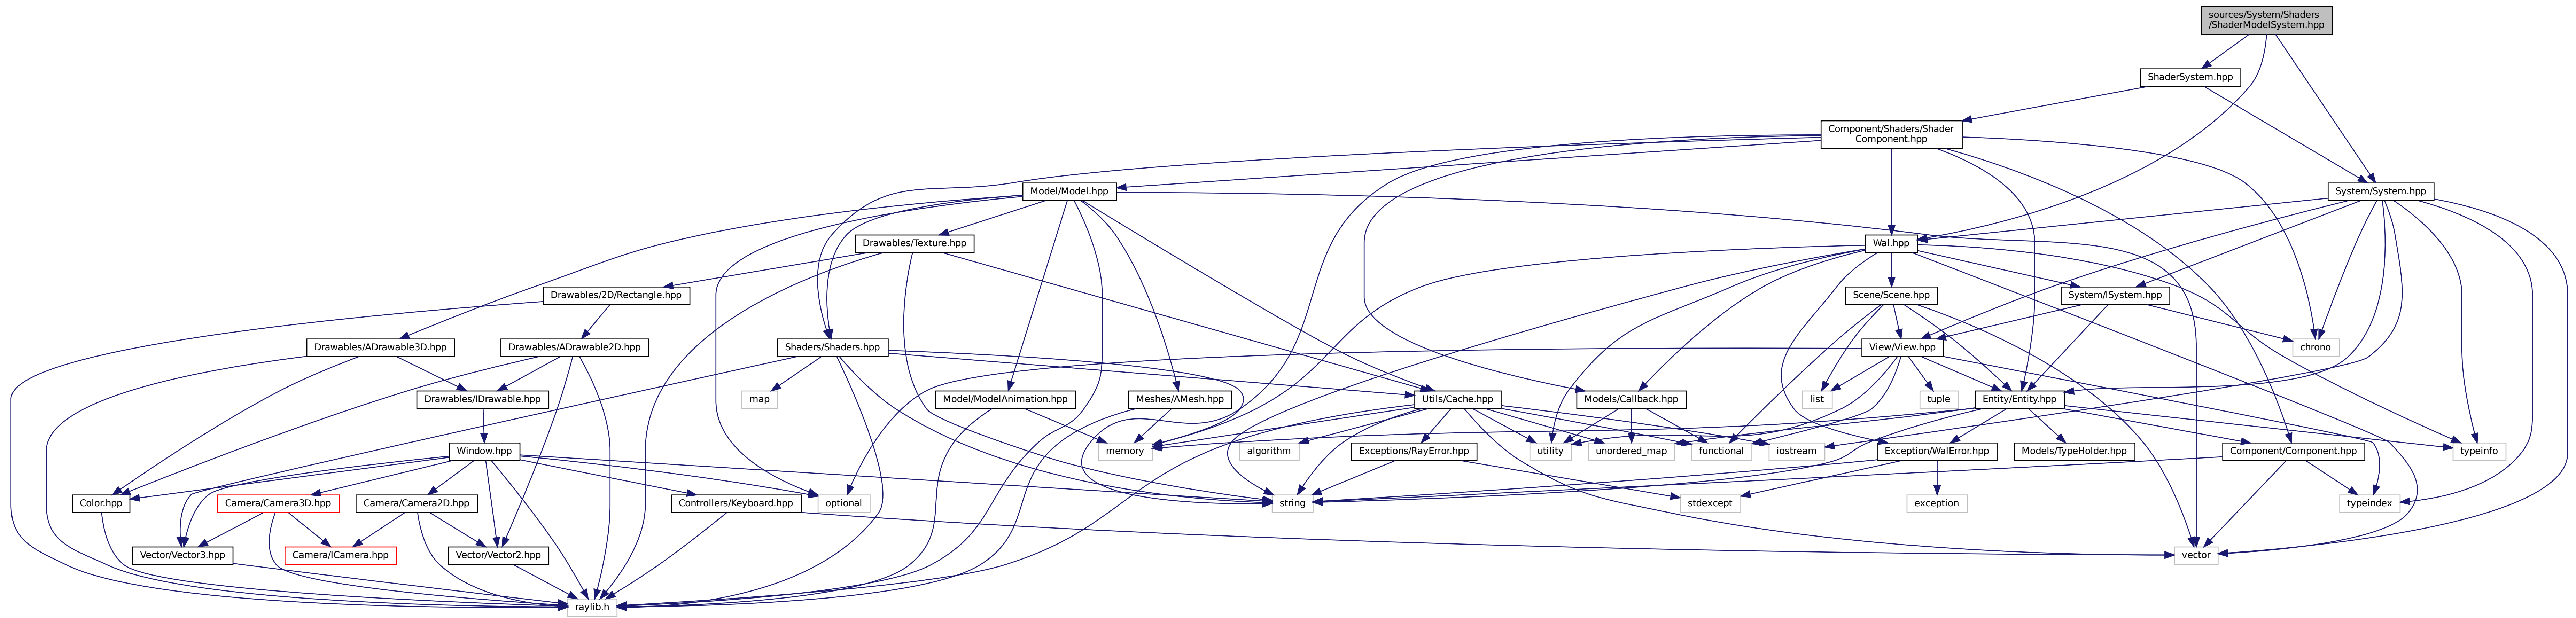 sources/System/Shaders
/ShaderModelSystem.hpp
ShaderSystem.hpp
Component/Shaders/Shader
Component.hpp
Model/Model.hpp
System/System.hpp
Drawables/Texture.hpp
Wal.hpp
Drawables/2D/Rectangle.hpp
Scene/Scene.hpp
System/ISystem.hpp
Drawables/ADrawable3D.hpp
Drawables/ADrawable2D.hpp
Shaders/Shaders.hpp
View/View.hpp
chrono
Drawables/IDrawable.hpp
map
Model/ModelAnimation.hpp
Meshes/AMesh.hpp
Utils/Cache.hpp
Models/Callback.hpp
list
tuple
Entity/Entity.hpp
Window.hpp
memory
algorithm
Exceptions/RayError.hpp
utility
unordered_map
functional
iostream
Exception/WalError.hpp
Models/TypeHolder.hpp
Component/Component.hpp
typeinfo
Color.hpp
Camera/Camera3D.hpp
Camera/Camera2D.hpp
Controllers/Keyboard.hpp
optional
string
stdexcept
exception
typeindex
Vector/Vector3.hpp
Camera/ICamera.hpp
Vector/Vector2.hpp
vector
raylib.h